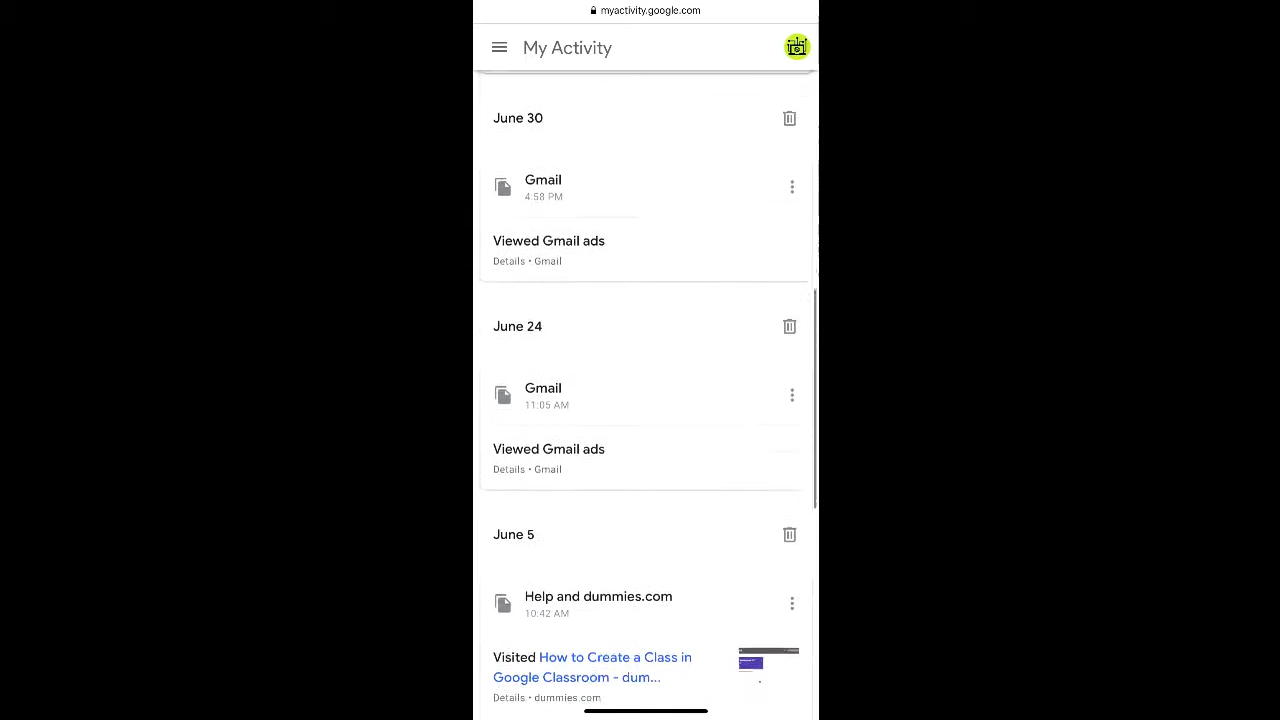 myactivity.google.com
My Activity
June 30
Gmail
4:58 PM
Viewed Gmail ads
Details • Gmail
June 24
Gmail
11:05 AM
Viewed Gmail ads
Details • Gmail
June 5
Help and dummies.com
10:42 AM
Visited How to Create a Class in
Google Classroom - dum...
Details • dummies.com